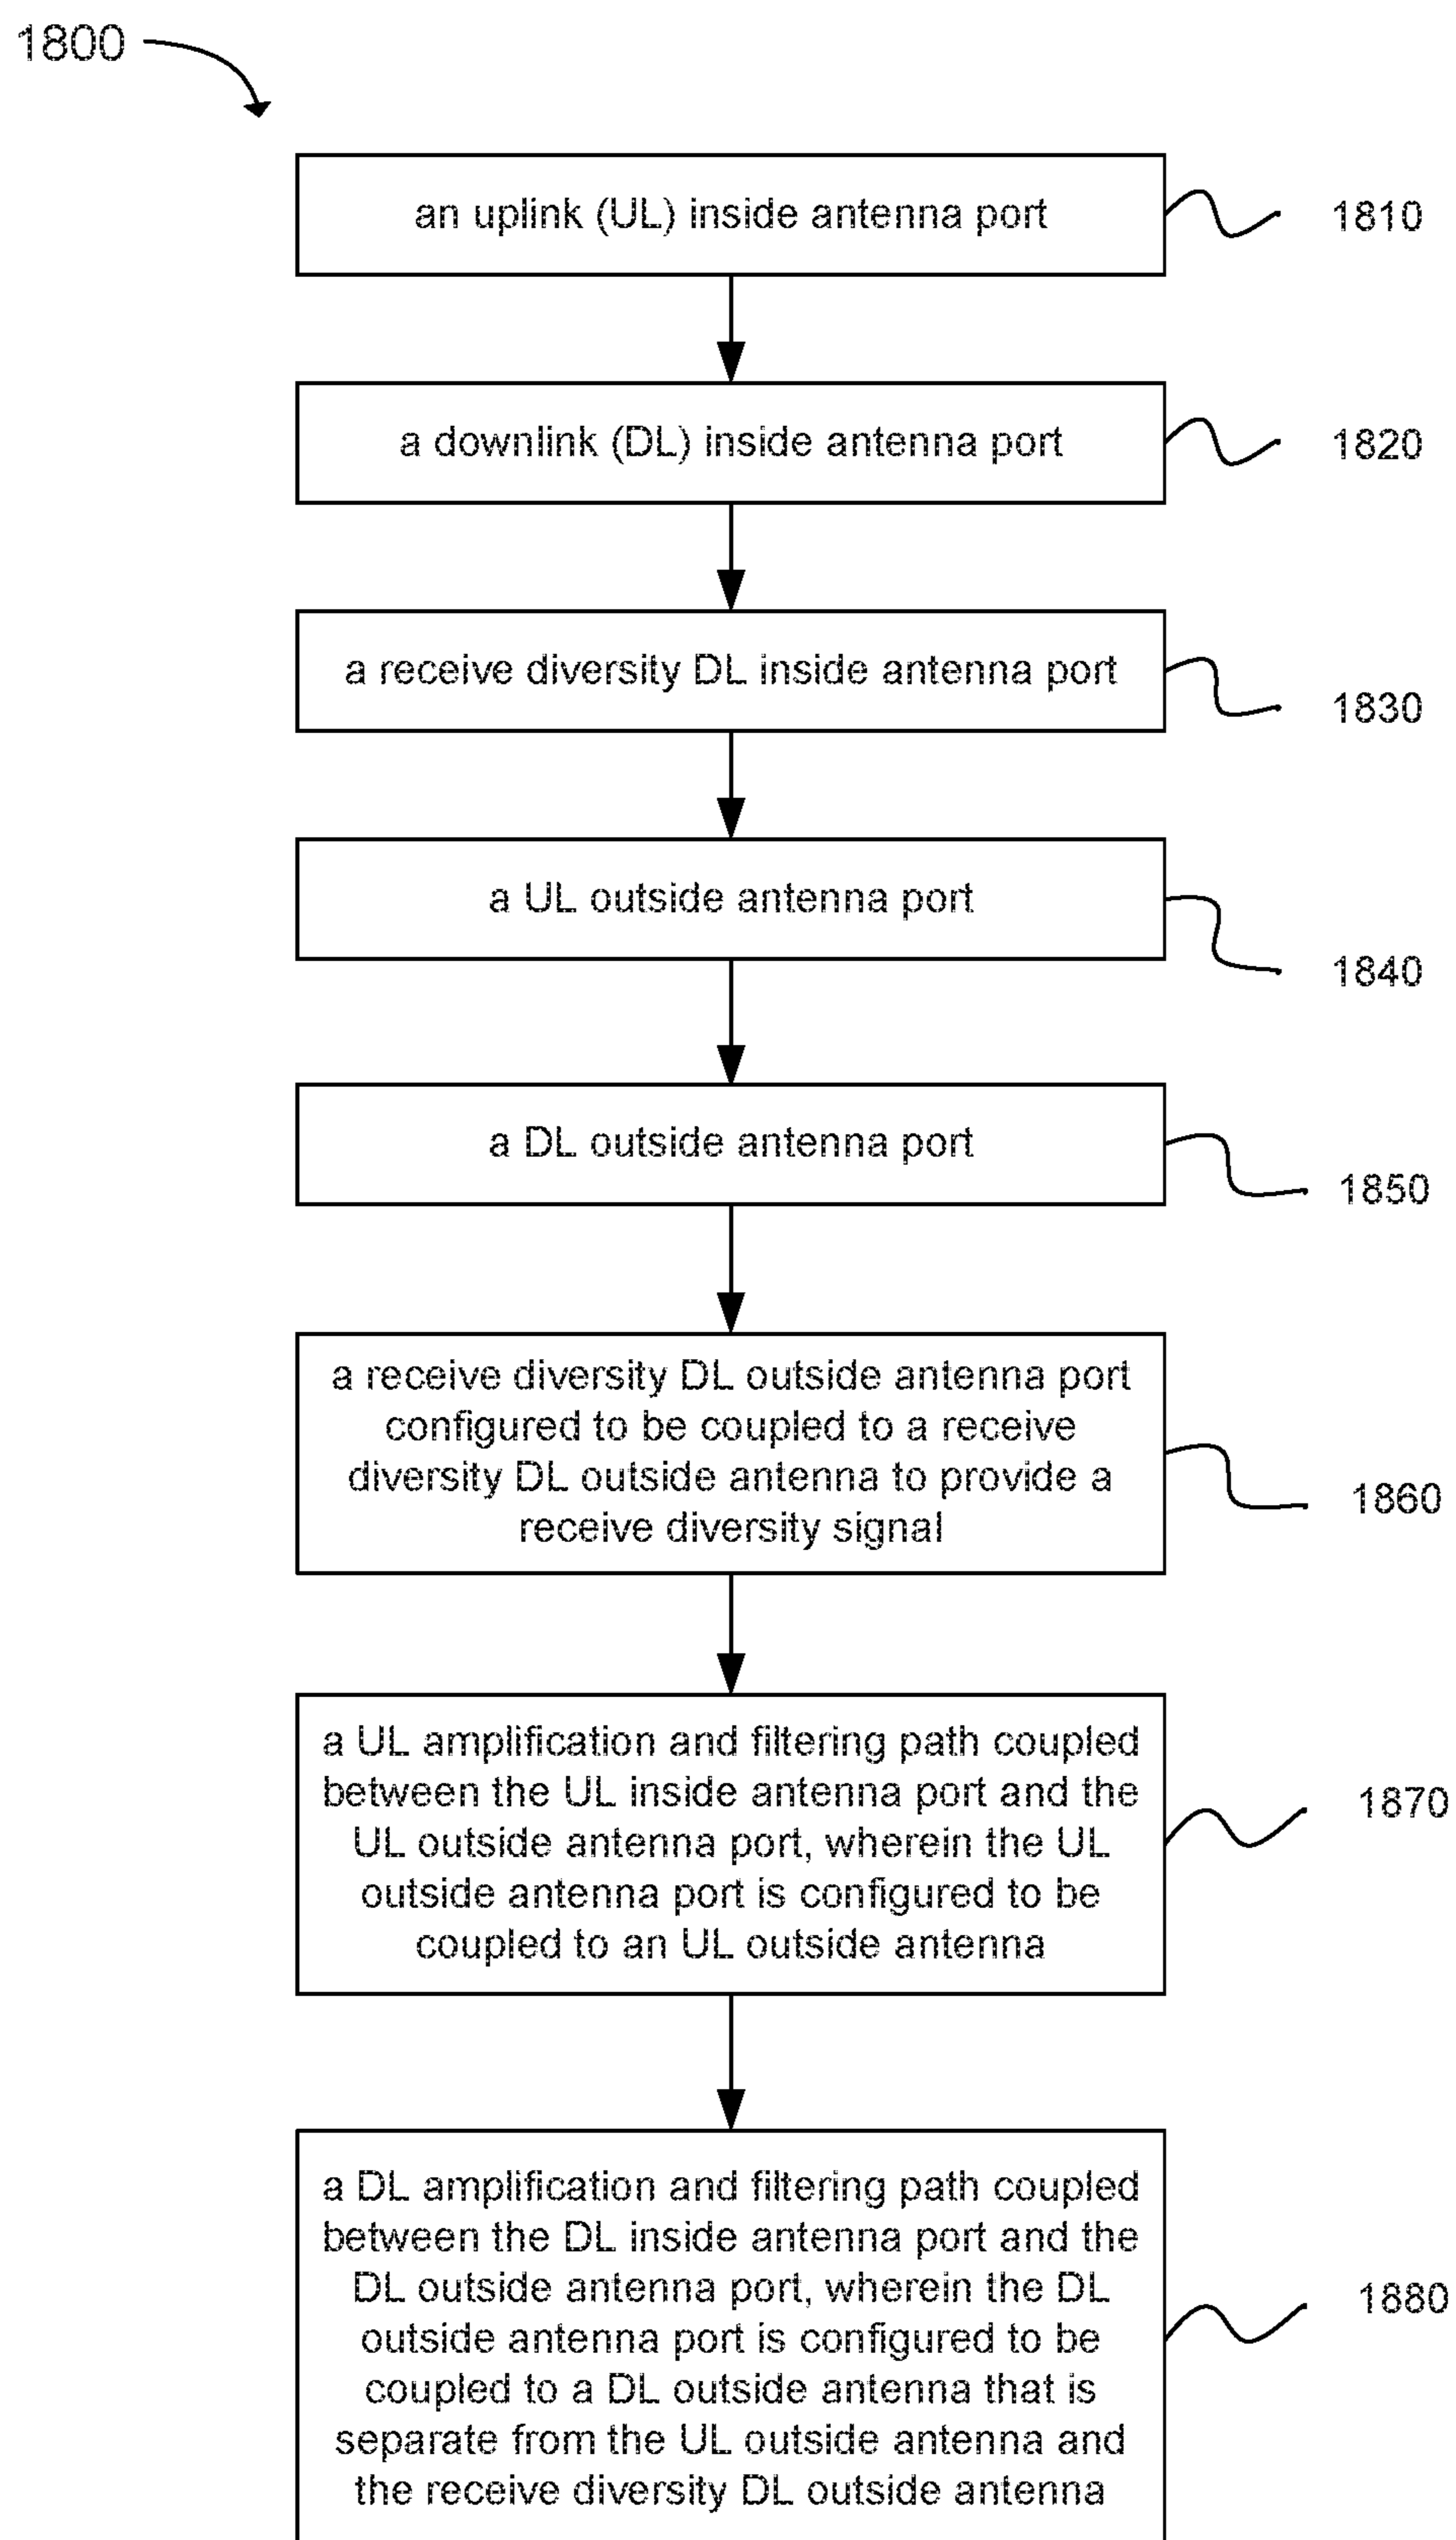 1800
an uplink (UL) inside antenna port
1810
a downlink (DL) inside antenna port
1820
a receive diversity DL inside antenna port
1830
a UL outside antenna port
1840
a DL outside antenna port
1850
a receive diversity DL outside antenna port
configured to be coupled to a receive
diversity DL outside antenna to provide a
receive diversity signal
1860
a UL amplification and filtering path coupled
between the UL inside antenna port and the
UL outside antenna port, wherein the UL
outside antenna port is configured to be
coupled to an UL outside antenna
1870
a DL amplification and filtering path coupled
between the DL inside antenna port and the
DL outside antenna port, wherein the DL
outside antenna port is configured to be
coupled to a DL outside antenna that is
separate from the UL outside antenna and
the receive diversity DL outside antenna
1880